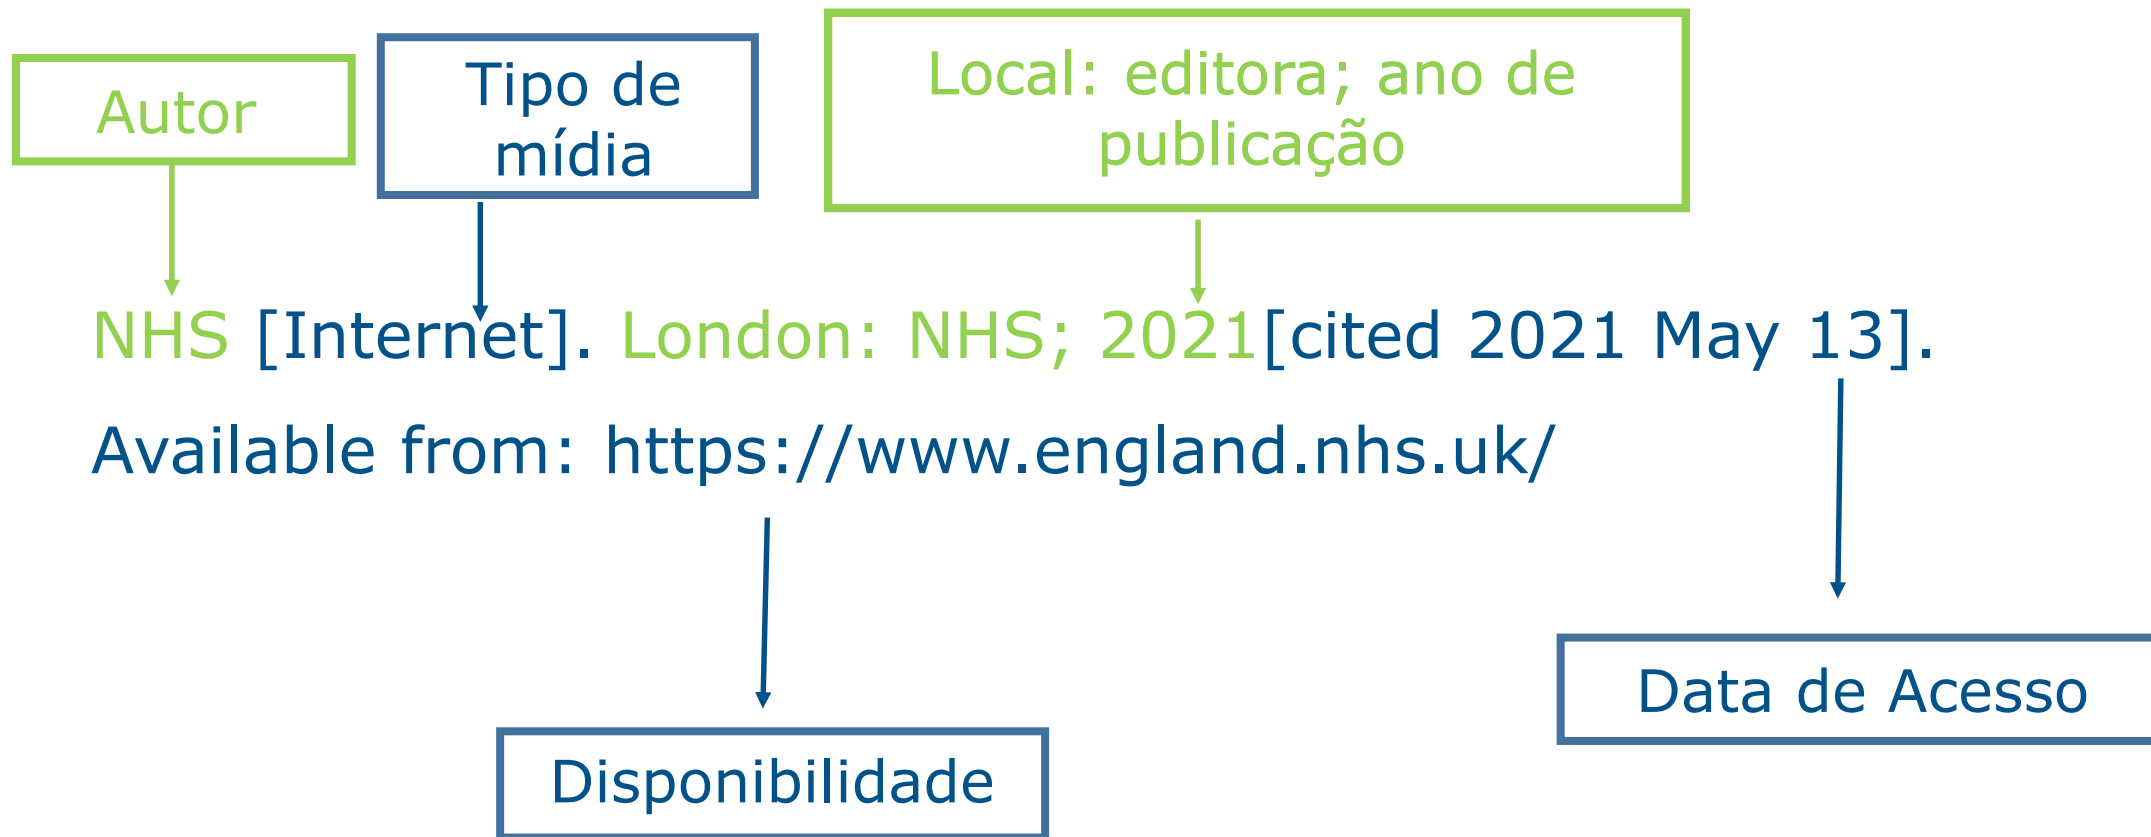 Autor
Tipo de
mídia
Local: editora; ano de
publicação
NHS [Internet]. London: NHS; 2021[cited 2021 May 13].
Available from: https://www.england.nhs.uk/
Data de Acesso
Disponibilidade